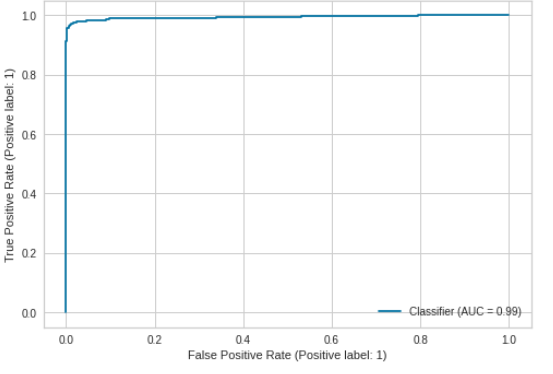 1.0
0.8
0.6
0.4
0.2
0.0
True Positive Rate (Positive label: 1)
Classifier (AUC = 0.99)
0.0 0.2 0.4 0.6 0.8 1.0
False Positive Rate (Positive label: 1)